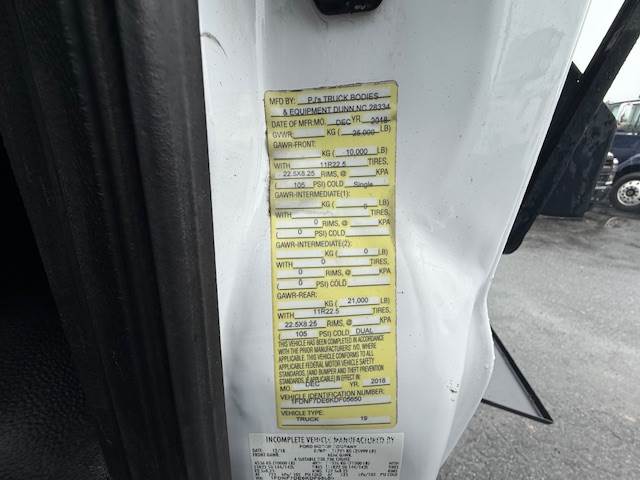 MFD BY: PJ's TRUCK BODIES
& EQUIPMENT DUNN NC 28334
DATE OF MFR: MO. DEC YR. 2018
GVWR: KG ( 25,000 LB)
GAWR-FRONT:
KG ( 10,000 LB)
WITH 11R22.5 TIRES,
22.5X8.25 RIMS, @ KPA
( 105 PSI) COLD Single
GAWR-INTERMEDIATE(1):
KG ( 0 LB)
WITH TIRES,
0 RIMS, @ KPA
( 0 PSI) COLD
GAWR-INTERMEDIATE(2):
KG ( 0 LB)
WITH 0 TIRES,
0 RIMS, @ KPA
( 0 PSI) COLD
GAWR-REAR:
KG ( 21,000 LB)
WITH 11R22.5 TIRES,
22.5X8.25 RIMS, @ KPA
( 105 PSI) COLD DUAL
THIS VEHICLE HAS BEEN COMPLETED IN ACCORDANCE
WITH THE PRIOR MANUFACTURERS' IVD, WHERE
APPLICABLE. THIS VEHICLE CONFORMS TO ALL
APPLICABLE FEDERAL MOTOR VEHICLE SAFETY
STANDARDS, [AND BUMPER AND THEFT PREVENTION
STANDARDS, IF APPLICABLE] IN EFFECT IN
MO. DEC YR. 2018
VEHICLE IDENTIFICATION NUMBER:
1FDNF7DE6KDF05650
VEHICLE TYPE:
TRUCK 19
INCOMPLETE VEHICLE MANUFACTURED BY
FORD MOTOR COMPANY